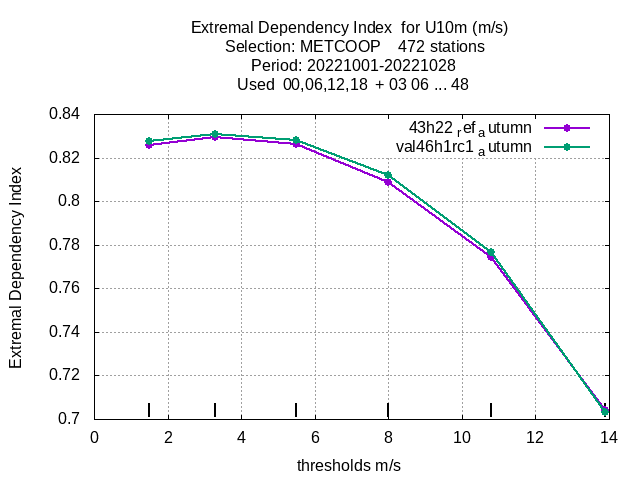 Extremal Dependency Index  for U10m (m/s)
Selection: METCOOP    472 stations
Period: 20221001-20221028
Used  00,06,12,18  + 03 06 ... 48
43h22 ref a utumn
val46h1rc1 a utumn
Extremal Dependency Index
0.84
0.82
0.8
0.78
0.76
0.74
0.72
0.7
0 2 4 6 8 10 12 14
thresholds m/s